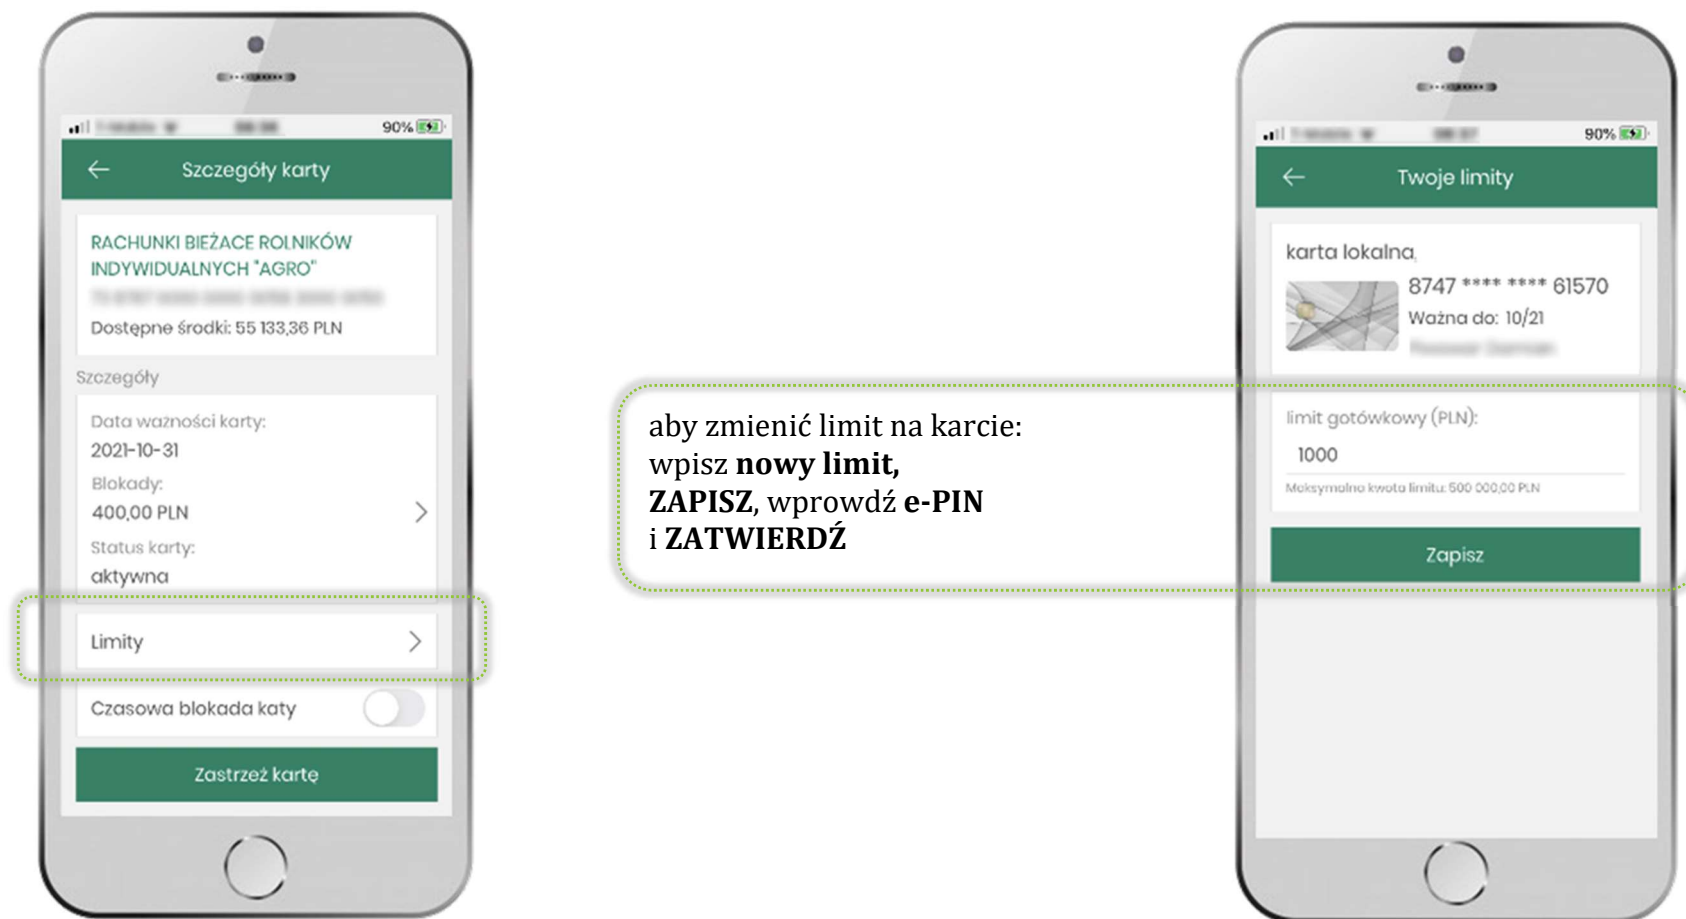 90%
Szczegóły karty
RACHUNKI BIEŻACE ROLNIKÓW
INDYWIDUALNYCH "AGRO"
Dostępne środki: 55 133,36 PLN
Szczegóły
Data ważności karty:
2021-10-31
Blokady:
400,00 PLN
Status karty:
aktywna
Limity
Czasowa blokada katy
Zastrzeż kartę
aby zmienić limit na karcie:
wpisz nowy limit,
ZAPISZ, wprowdź e-PIN
i ZATWIERDŹ
90%
Twoje limity
karta lokalna,
8747 **** **** 61570
Ważna do: 10/21
limit gotówkowy (PLN):
1000
Maksymalna kwota limitu: 500 000,00 PLN
Zapisz